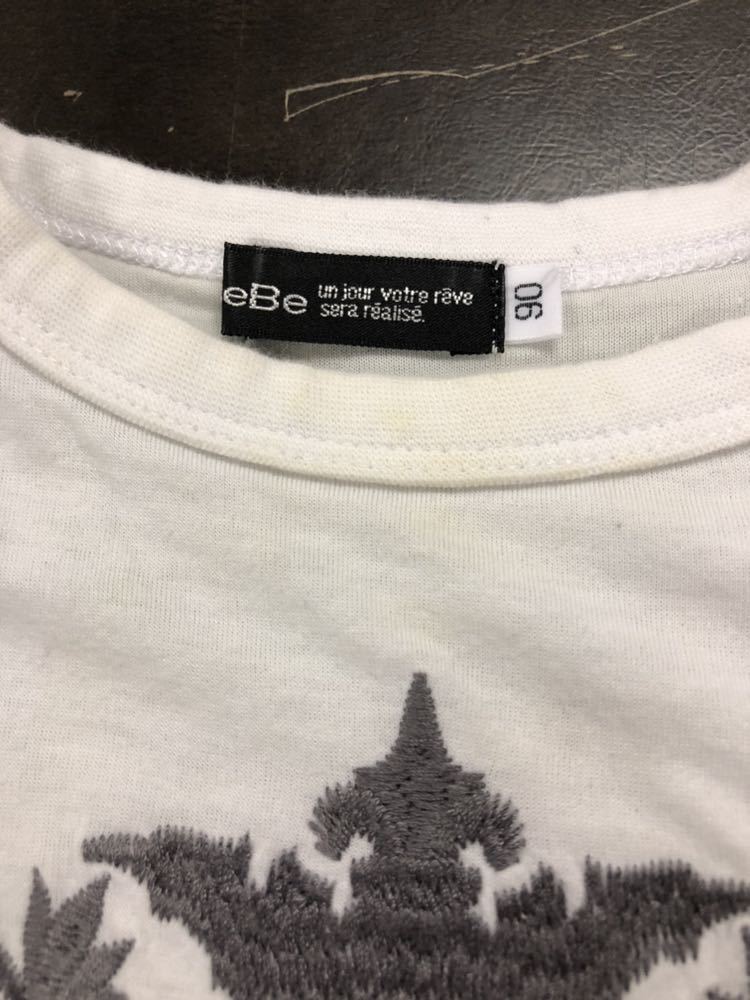 eBe
un jour votre rêve
sera réalisé.
90